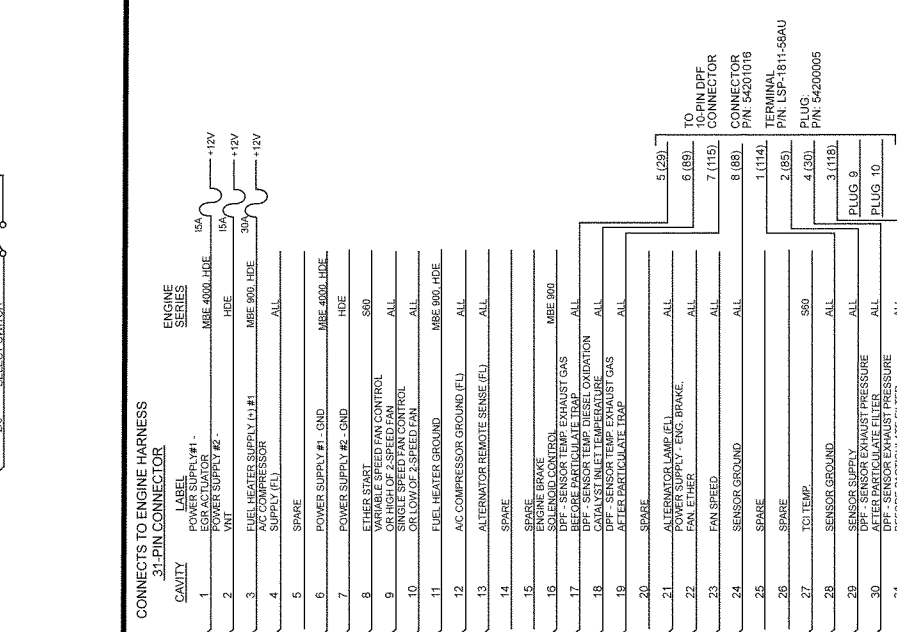 CONNECTS TO ENGINE HARNESS
31-PIN CONNECTOR
CAVITY LABEL ENGINE SERIES
1 POWER SUPPLY#1 - EGR ACTUATOR MBE 4000, HDE 15A +12V
2 POWER SUPPLY #2 - VNT HDE 15A +12V
3 FUEL HEATER SUPPLY (+) #1 MBE 900, HDE 30A +12V
4 A/C COMPRESSOR SUPPLY (FL) ALL
5 SPARE
6 POWER SUPPLY #1 - GND MBE 4000, HDE
7 POWER SUPPLY #2 - GND HDE
8 ETHER START S60
9 VARIABLE SPEED FAN CONTROL OR HIGH OF 2-SPEED FAN ALL
10 SINGLE SPEED FAN CONTROL OR LOW OF 2-SPEED FAN ALL
11 FUEL HEATER GROUND MBE 900, HDE
12 A/C COMPRESSOR GROUND (FL) ALL
13 ALTERNATOR REMOTE SENSE (FL) ALL
14 SPARE
15 SPARE
16 ENGINE BRAKE SOLENOID CONTROL MBE 900
17 DPF - SENSOR TEMP. EXHAUST GAS BEFORE PARTICULATE TRAP ALL
18 DPF - SENSOR TEMP. DIESEL OXIDATION CATALYST INLET TEMPERATURE ALL
19 DPF - SENSOR TEMP. EXHAUST GAS AFTER PARTICULATE TRAP ALL
20 SPARE
21 ALTERNATOR LAMP (FL) ALL
22 POWER SUPPLY - ENG. BRAKE, FAN, ETHER ALL
23 FAN SPEED ALL
24 SENSOR GROUND ALL
25 SPARE
26 SPARE
27 TCI TEMP. S60
28 SENSOR GROUND ALL
29 SENSOR SUPPLY ALL
30 DPF - SENSOR EXHAUST PRESSURE AFTER PARTICULATE FILTER ALL
DPF - SENSOR EXHAUST PRESSURE
5 (29)
6 (89)
7 (115)
8 (88)
1 (114)
2 (85)
4 (30)
3 (118)
PLUG 9
PLUG 10
TO
10-PIN DPF
CONNECTOR
CONNECTOR
P/N: 54201016
TERMINAL
P/N: LSP-1811-58AU
PLUG:
P/N: 54200005